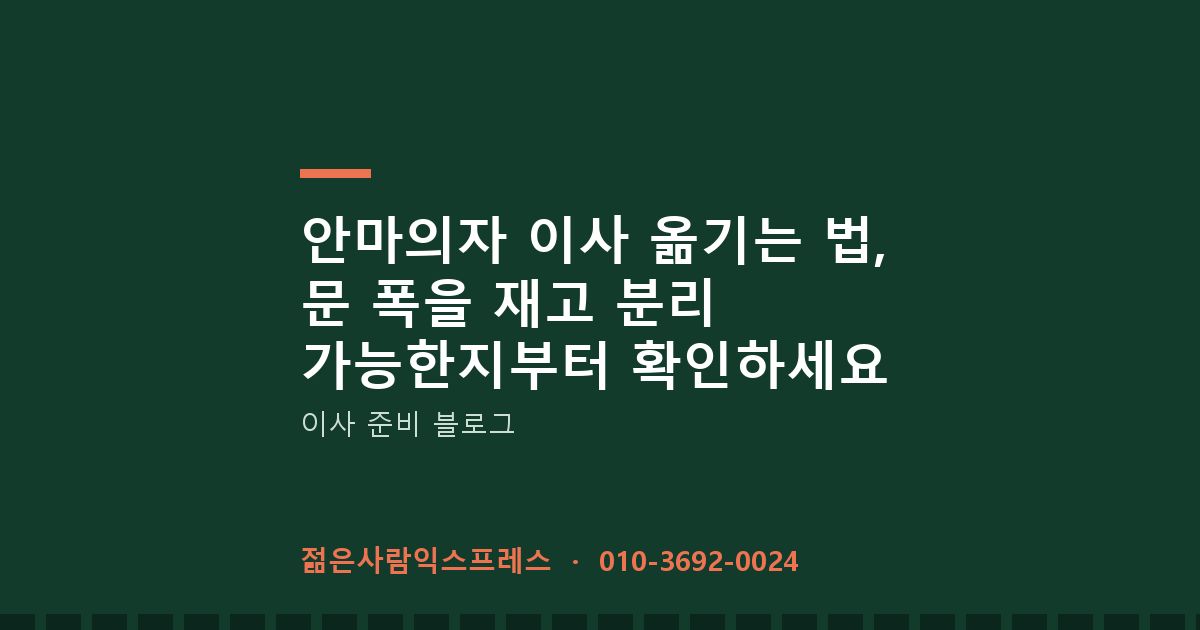 안마의자 이사 옮기는 법,
문 폭을 재고 분리
가능한지부터 확인하세요
이사 준비 블로그
젊은사람익스프레스 · 010-3692-0024